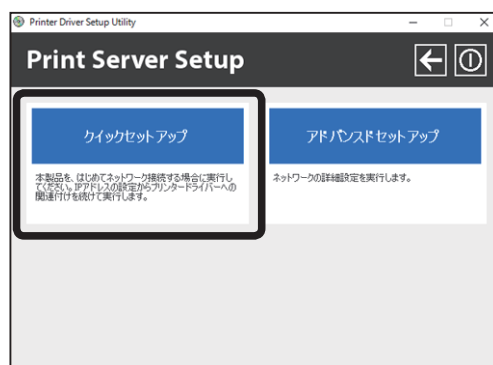 Printer Driver Setup Utility
Print Server Setup
クイックセットアップ
本製品を、はじめてネットワーク接続する場合に実行し
てください。IPアドレスの設定からプリンタードライバーへの
関連付けを続けて実行します。
アドバンスドセットアップ
ネットワークの詳細設定を実行します。